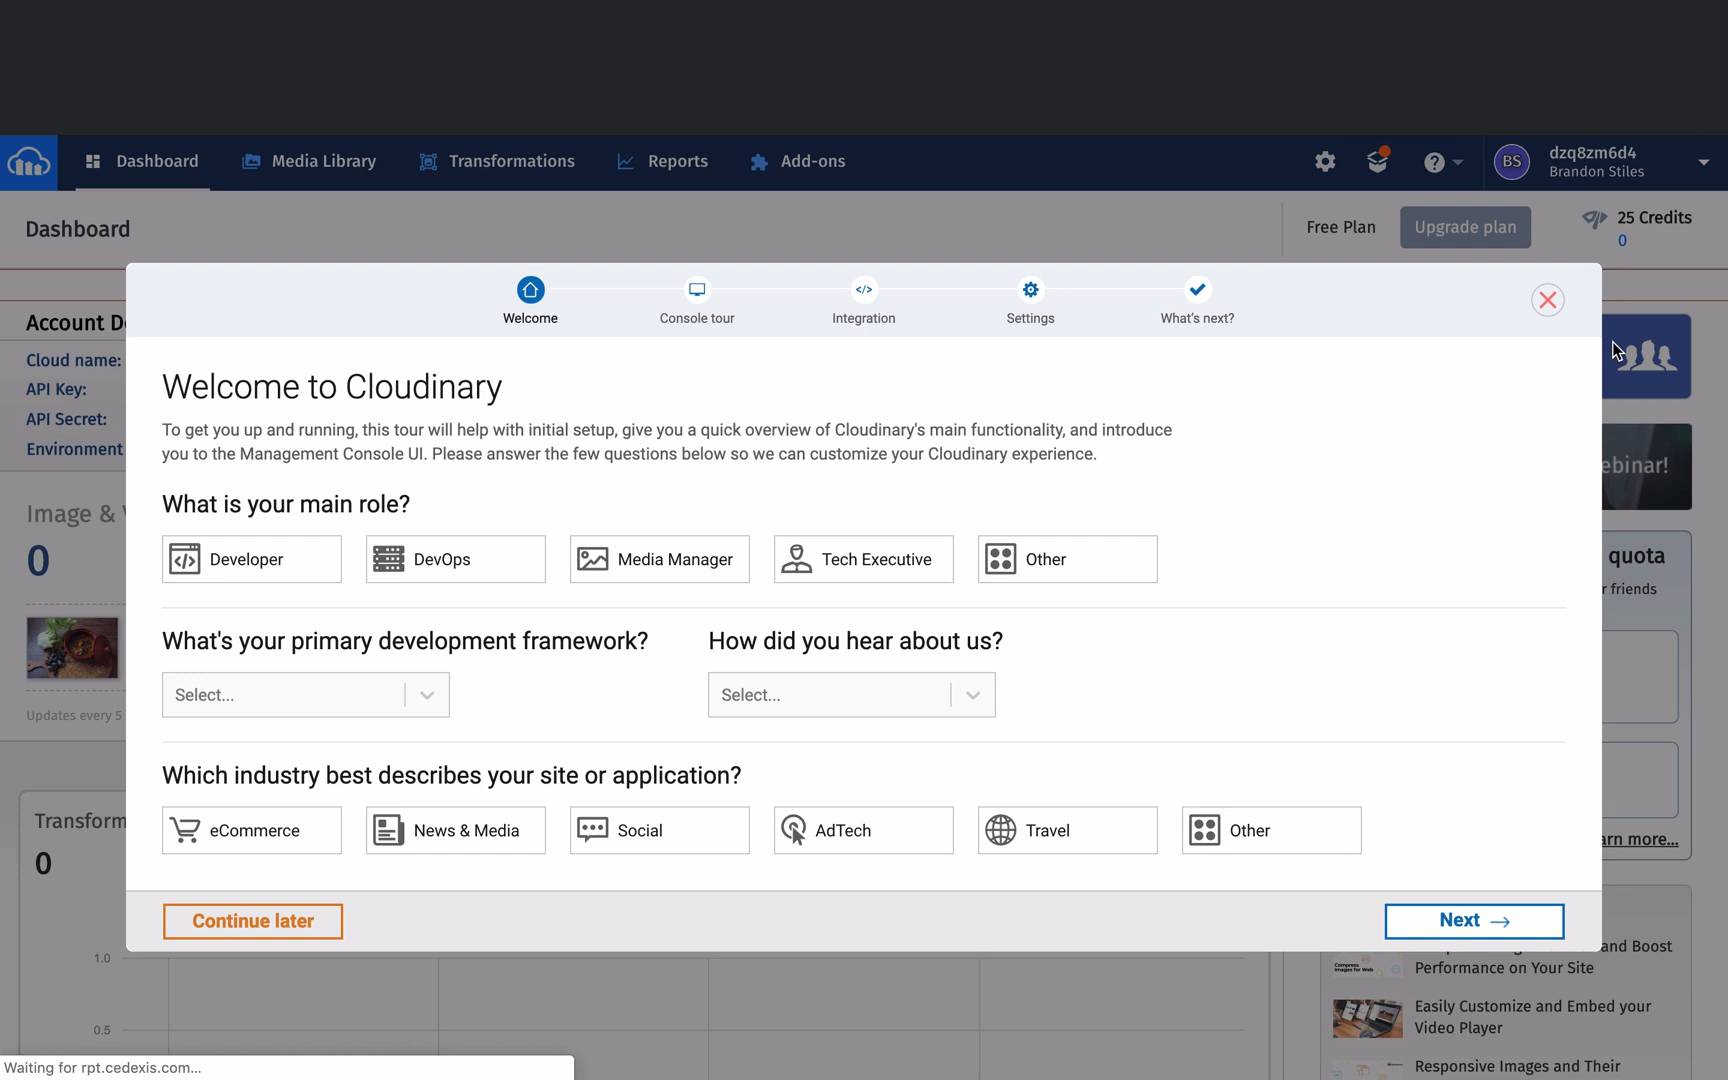 Dashboard
Media Library
Transformations
Reports
Add-ons
BS
dzq8zm6d4
Brandon Stiles
Dashboard
Free Plan
Upgrade plan
25 Credits
0
Welcome
Console tour
Integration
Settings
What's next?
Account D
Cloud name:
API Key:
API Secret:
Environment
Welcome to Cloudinary
To get you up and running, this tour will help with initial setup, give you a quick overview of Cloudinary's main functionality, and introduce
you to the Management Console UI. Please answer the few questions below so we can customize your Cloudinary experience.
ebinar!
What is your main role?
Developer
DevOps
Media Manager
Tech Executive
Other
Image &
0
quota
r friends
What's your primary development framework?
How did you hear about us?
Select...
Select...
Updates every 5
Which industry best describes your site or application?
eCommerce
News & Media
Social
AdTech
Travel
Other
Transform
0
arn more...
Continue later
Next
1.0
0.5
and Boost
Performance on Your Site
Easily Customize and Embed your
Video Player
Responsive Images and Their
Waiting for rpt.cedexis.com...